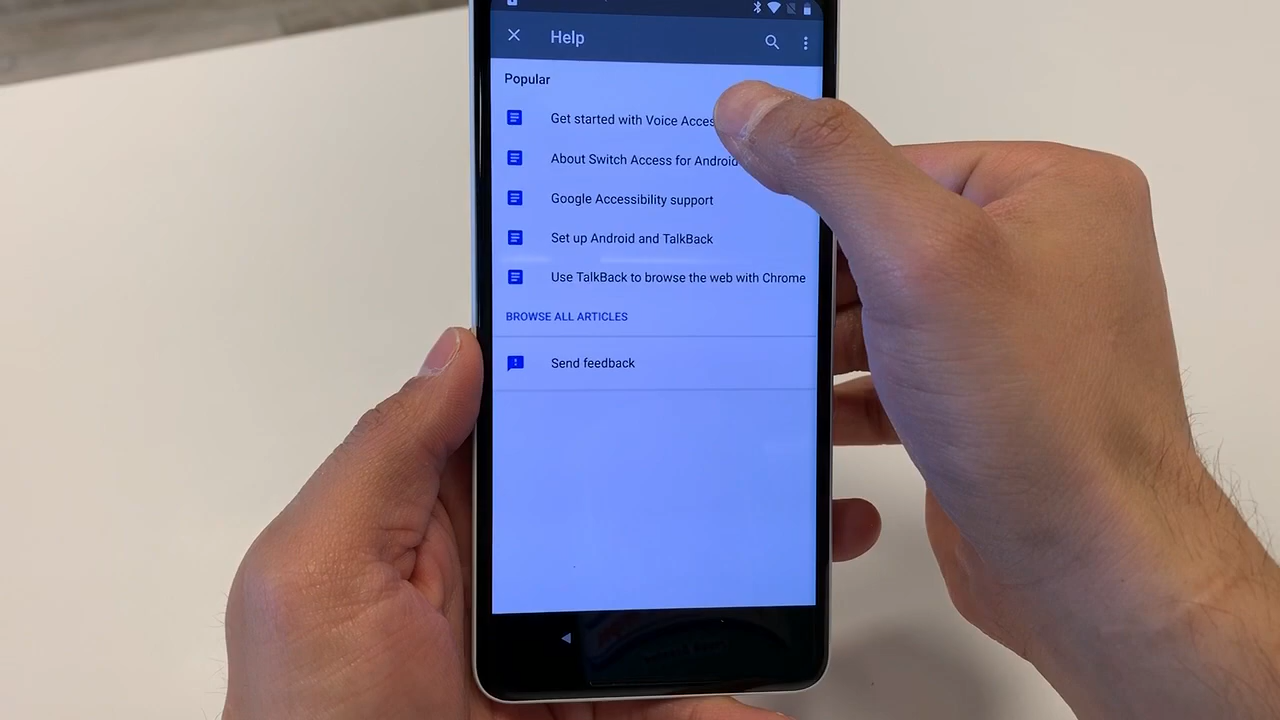 Help
Popular
Get started with Voice Acces
About Switch Access for Android
Google Accessibility support
Set up Android and TalkBack
Use TalkBack to browse the web with Chrome
BROWSE ALL ARTICLES
Send feedback